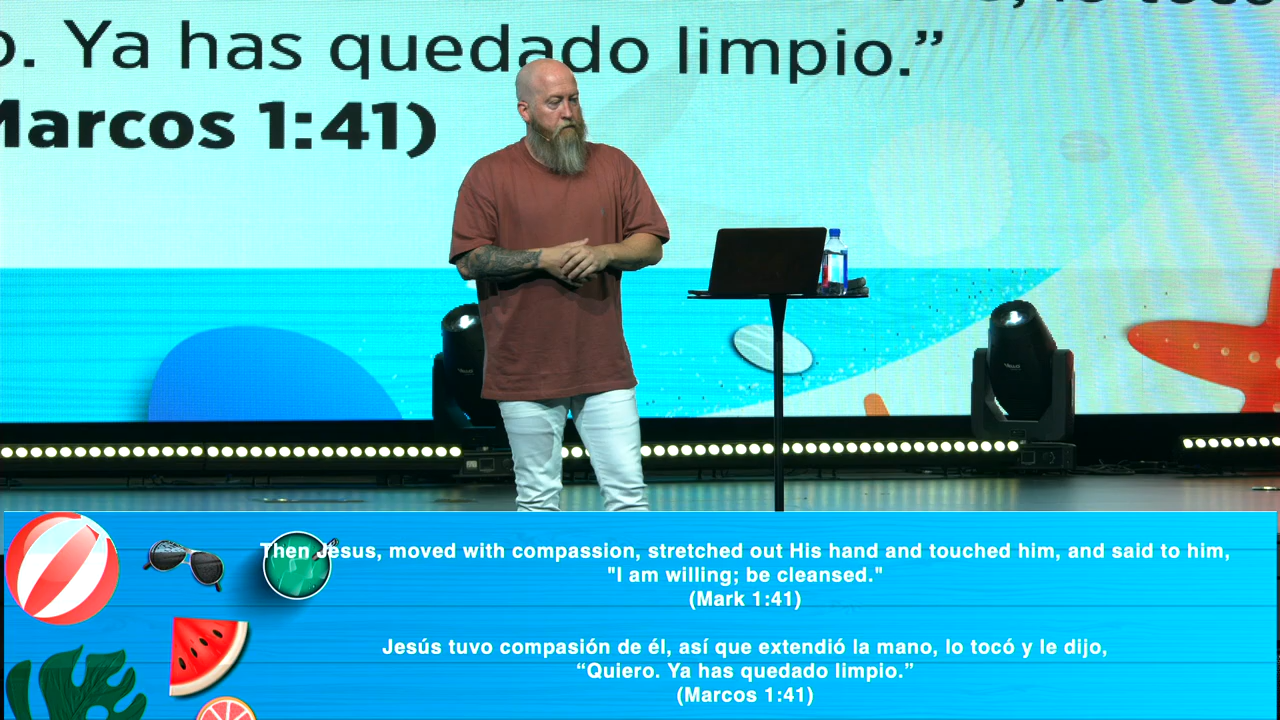 lo tocó
. Ya has quedado limpio.”
Marcos 1:41)
Then Jesus, moved with compassion, stretched out His hand and touched him, and said to him,
"I am willing; be cleansed."
(Mark 1:41)
Jesús tuvo compasión de él, así que extendió la mano, lo tocó y le dijo,
“Quiero. Ya has quedado limpio.”
(Marcos 1:41)